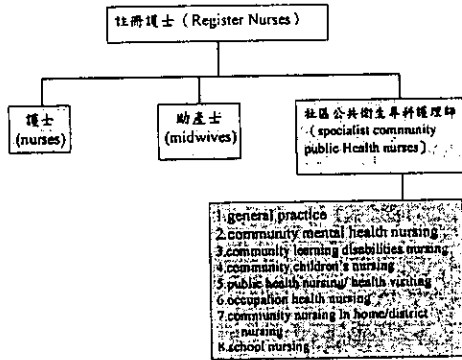 註冊護士（Register Nurses）
護士
(nurses)
助產士
(midwives)
社區公共衛生專科護理師
（specialist community
public Health nurses）
1.general practice
2.community mental health nursing
3.community learning disabilities nursing
4.community children's nursing
5.public health nursing/ health visiting
6.occupation health nursing
7.community nursing in home/district
nursing
8.school nursing